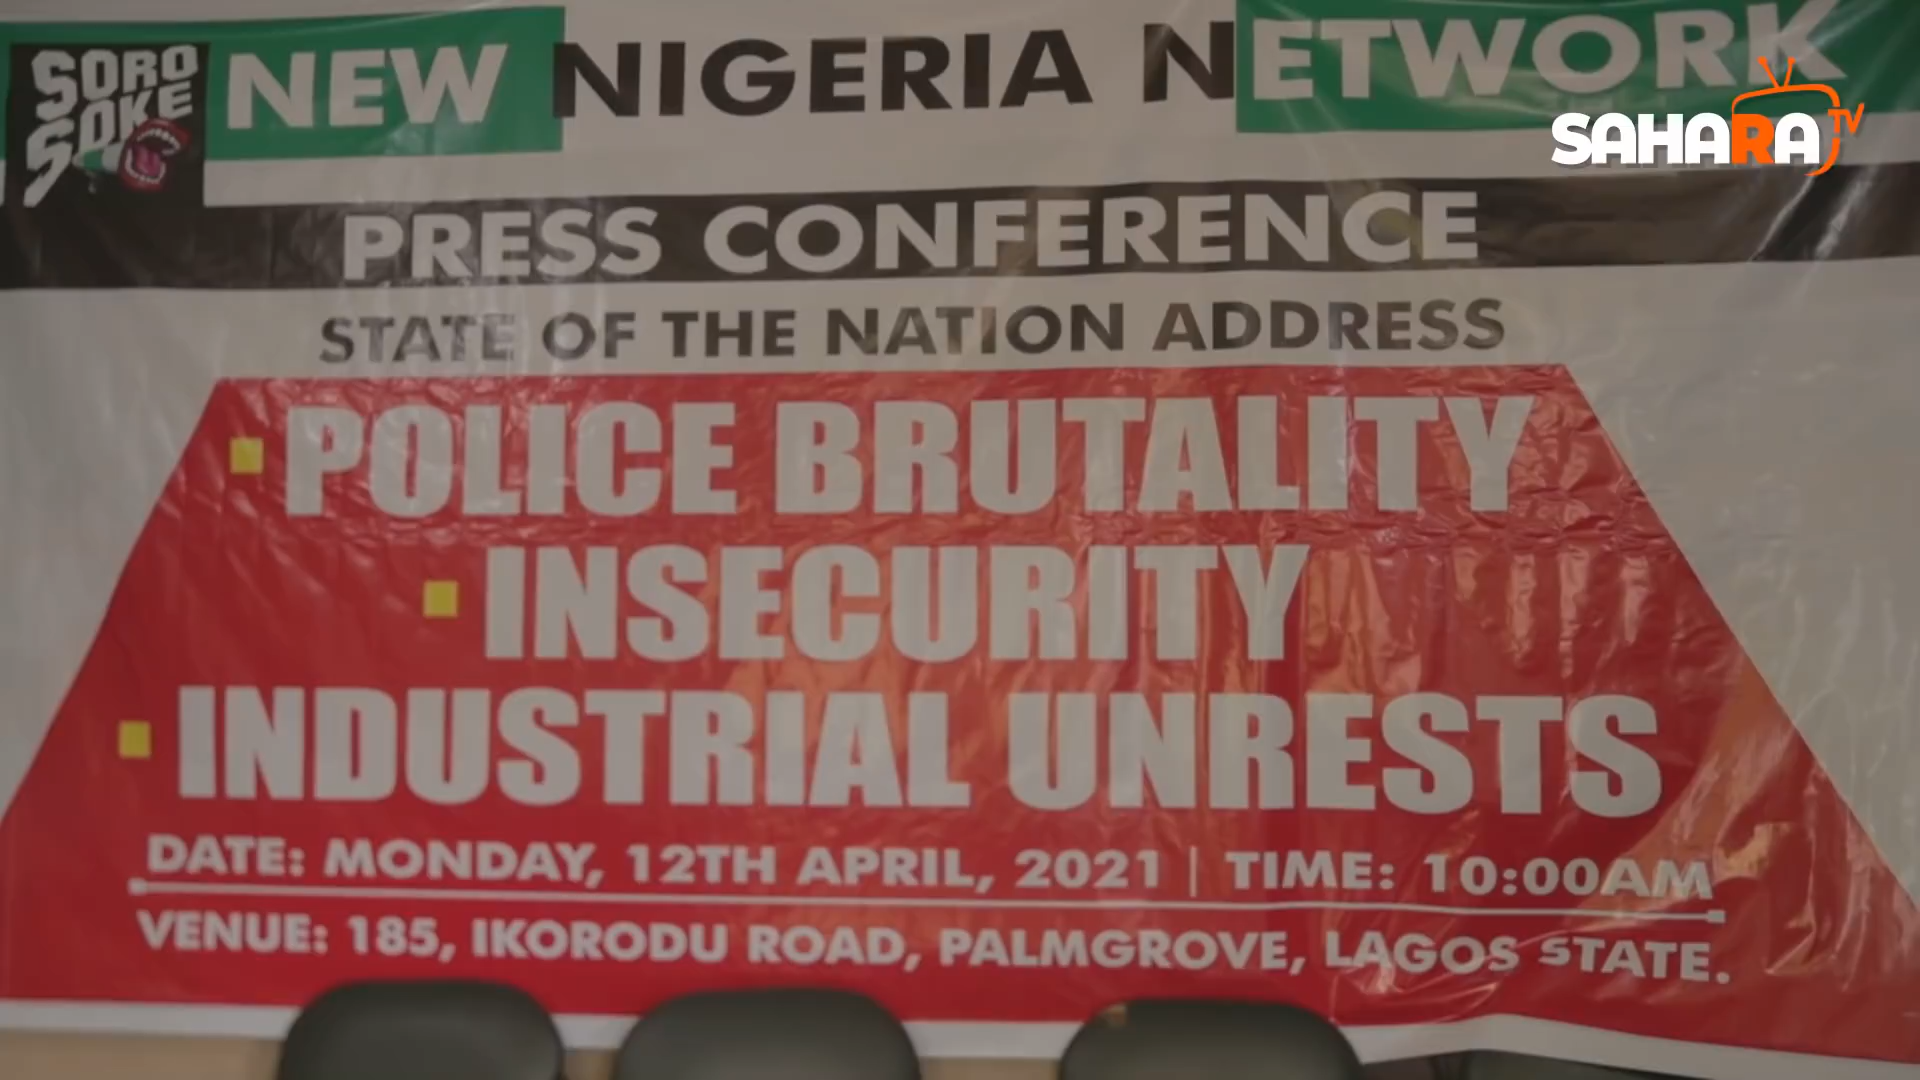 SORO
SOKE
NEW NIGERIA NETWORK
SAHARA TV
PRESS CONFERENCE
STATE OF THE NATION ADDRESS
POLICE BRUTALITY
INSECURITY
INDUSTRIAL UNRESTS
DATE: MONDAY, 12TH APRIL, 2021 | TIME: 10:00AM
VENUE: 185, IKORODU ROAD, PALMGROVE, LAGOS STATE.